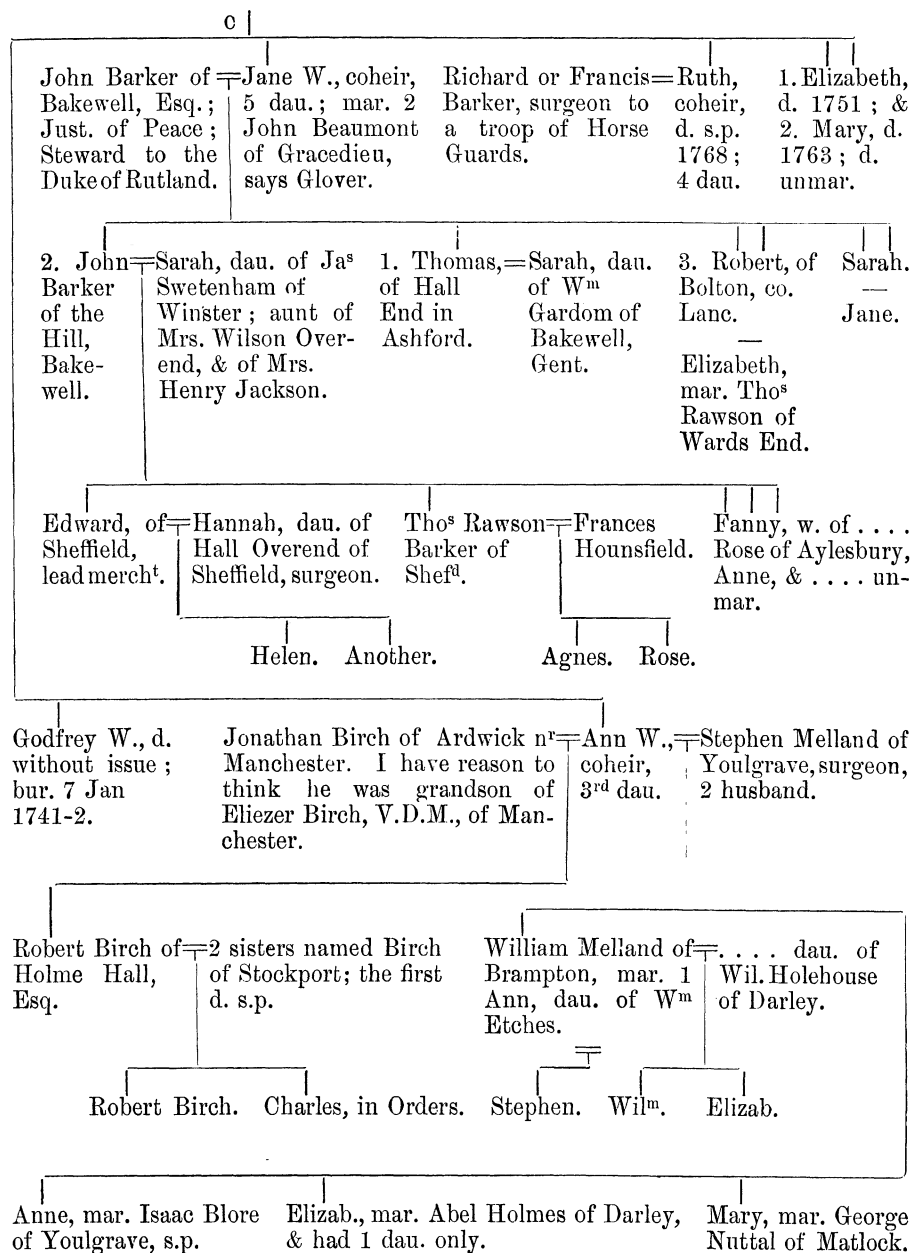 c
John Barker of
Bakewell, Esq.;
Just. of Peace;
Steward to the
Duke of Rutland.
=
Jane W., coheir,
5 dau.; mar. 2
John Beaumont
of Gracedieu,
says Glover.
Richard or Francis
Barker, surgeon to
a troop of Horse
Guards.
=
Ruth,
coheir,
d. s.p.
1768;
4 dau.
1. Elizabeth,
d. 1751; &
2. Mary, d.
1763; d.
unmar.
2. John
Barker
of the
Hill,
Bake-
well.
=
Sarah, dau. of Jaˢ
Swetenham of
Winster; aunt of
Mrs. Wilson Over-
end, & of Mrs.
Henry Jackson.
1. Thomas,
of Hall
End in
Ashford.
=
Sarah, dau.
of Wᵐ
Gardom of
Bakewell,
Gent.
3. Robert, of
Bolton, co.
Lanc.
—
Elizabeth,
mar. Thoˢ
Rawson of
Wards End.
Sarah.
—
Jane.
Edward, of
Sheffield,
lead mercht.
=
Hannah, dau. of
Hall Overend of
Sheffield, surgeon.
Thoˢ Rawson
Barker of
Shefᵈ.
=
Frances
Hounsfield.
Fanny, w. of . . . .
Rose of Aylesbury,
Anne, & . . . . un-
mar.
Helen. Another.
Agnes. Rose.
Godfrey W., d.
without issue;
bur. 7 Jan
1741-2.
Jonathan Birch of Ardwick nʳ
Manchester. I have reason to
think he was grandson of
Eliezer Birch, V.D.M., of Man-
chester.
=
Ann W.,
coheir,
3ʳᵈ dau.
=
Stephen Melland of
Youlgrave, surgeon,
2 husband.
Robert Birch of
Holme Hall,
Esq.
=
2 sisters named Birch
of Stockport; the first
d. s.p.
William Melland of
Brampton, mar. 1
Ann, dau. of Wᵐ
Etches.
=
. . . . dau. of
Wil. Holehouse
of Darley.
=
Robert Birch. Charles, in Orders. Stephen. Wilᵐ. Elizab.
Anne, mar. Isaac Blore
of Youlgrave, s.p.
Elizab., mar. Abel Holmes of Darley,
& had 1 dau. only.
Mary, mar. George
Nuttal of Matlock.